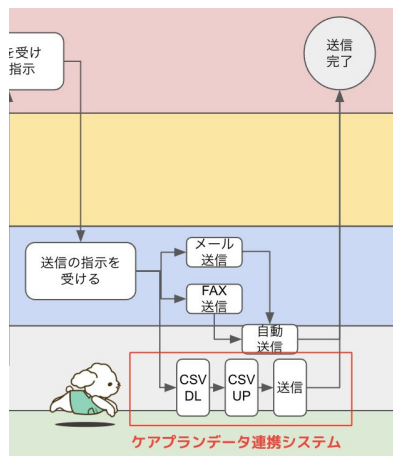 を受け
指示
送信
完了
送信の指示を
受ける
メール
送信
FAX
送信
自動
送信
CSV
DL
CSV
UP
送信
ケアプランデータ連携システム